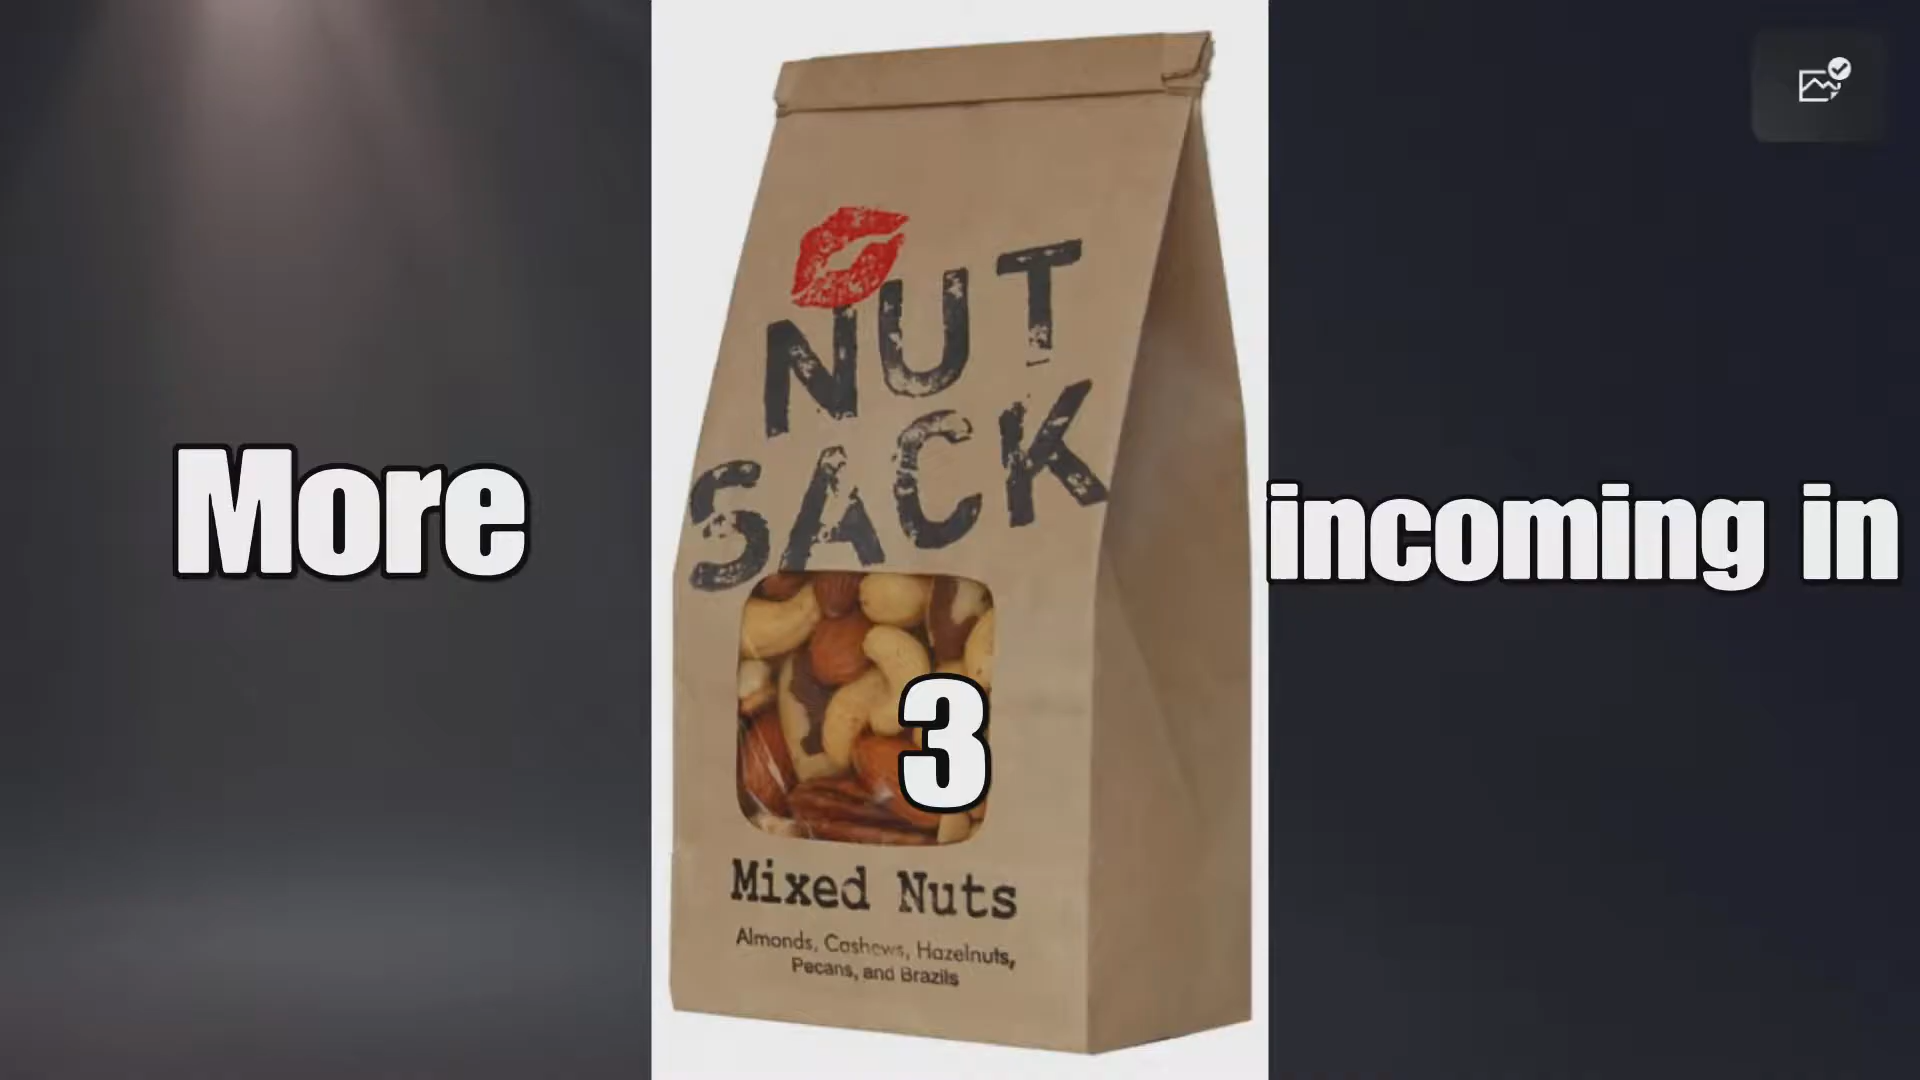 NUT
SACK
More
incoming in
3
Mixed Nuts
Almonds, Cashews, Hazelnuts,
Pecans, and Brazils